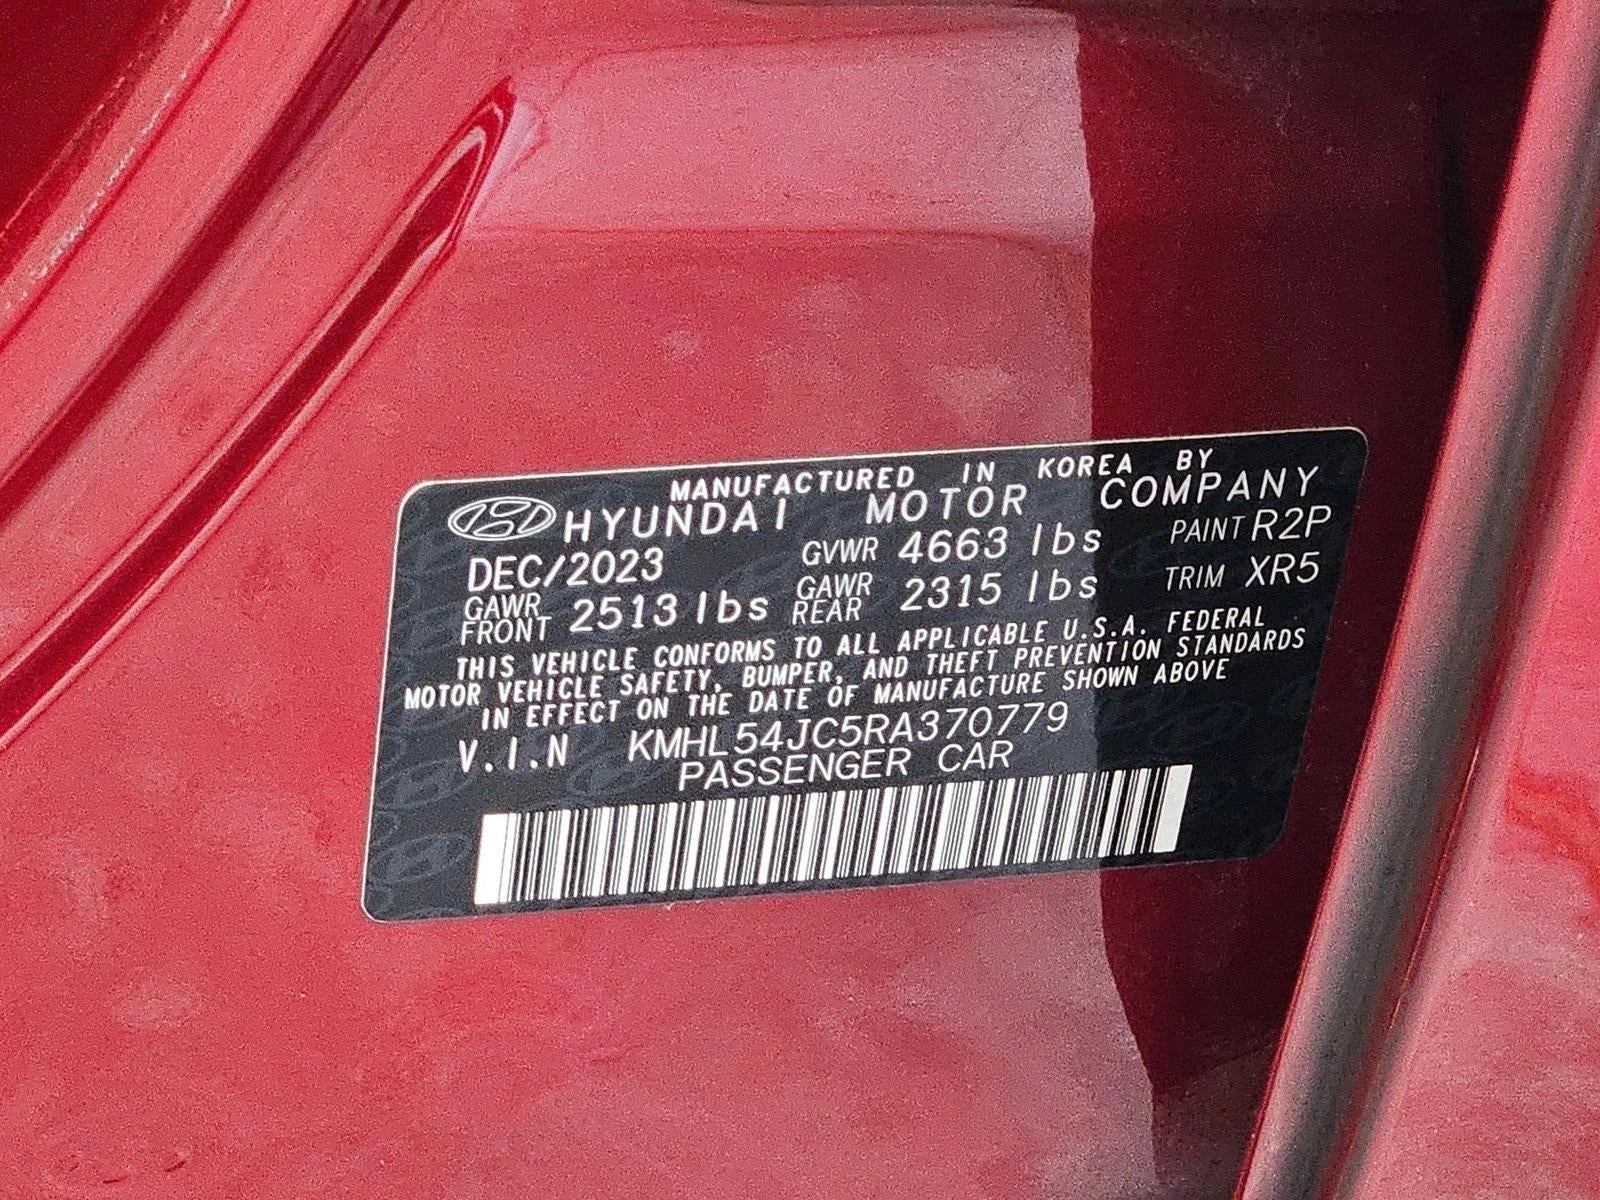 MANUFACTURED IN KOREA BY
HYUNDAI MOTOR COMPANY
DEC/2023 GVWR 4663 lbs PAINT R2P
GAWR FRONT 2513 lbs GAWR REAR 2315 lbs TRIM XR5
THIS VEHICLE CONFORMS TO ALL APPLICABLE U.S.A. FEDERAL
MOTOR VEHICLE SAFETY, BUMPER, AND THEFT PREVENTION STANDARDS
IN EFFECT ON THE DATE OF MANUFACTURE SHOWN ABOVE
V.I.N KMHL54JC5RA370779
PASSENGER CAR